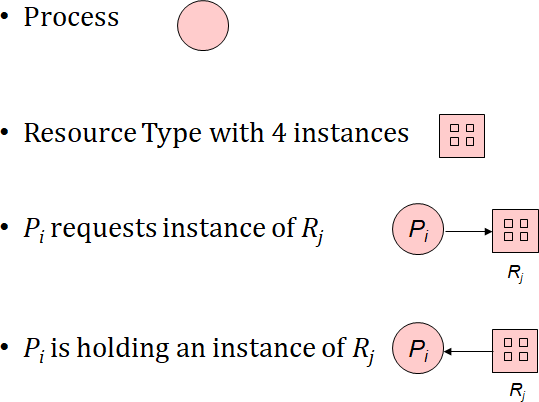 • Process
• Resource Type with 4 instances
• Pi requests instance of Rj
Pi
Rj
• Pi is holding an instance of Rj
Pi
Rj